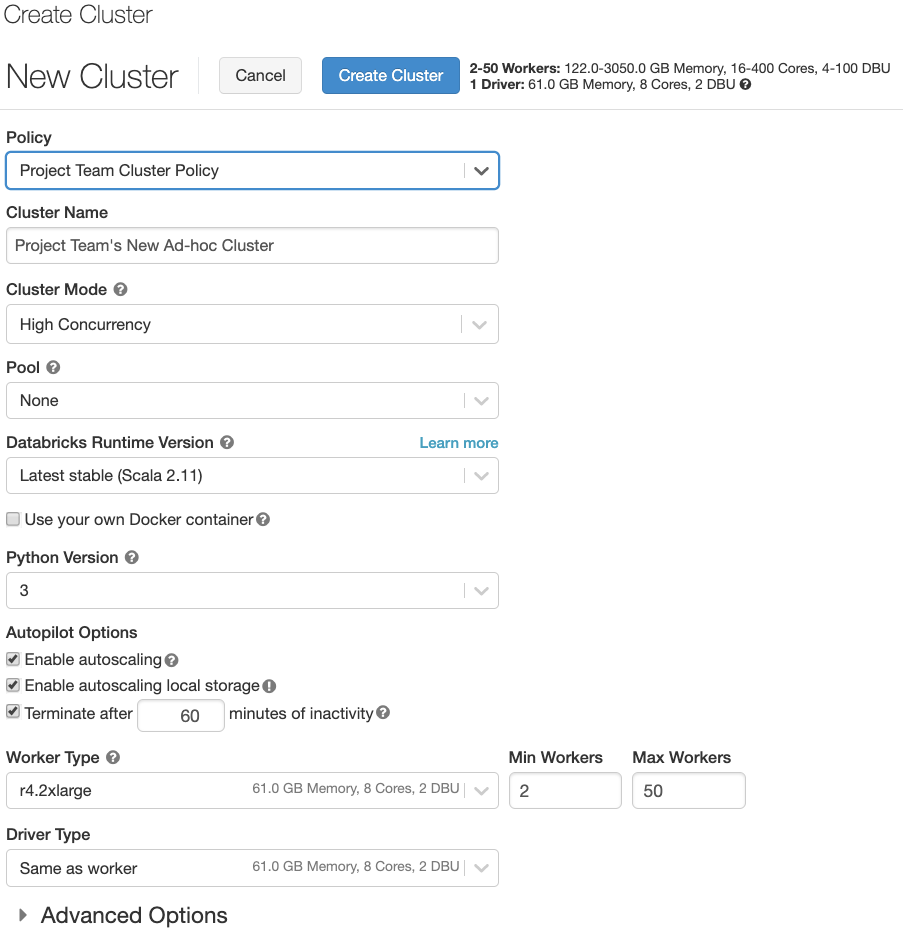 Create Cluster
New Cluster
Cancel
Create Cluster
2-50 Workers: 122.0-3050.0 GB Memory, 16-400 Cores, 4-100 DBU
1 Driver: 61.0 GB Memory, 8 Cores, 2 DBU ?
Policy
Project Team Cluster Policy
Cluster Name
Project Team's New Ad-hoc Cluster
Cluster Mode ?
High Concurrency
Pool ?
None
Databricks Runtime Version ? Learn more
Latest stable (Scala 2.11)
Use your own Docker container ?
Python Version ?
3
Autopilot Options
Enable autoscaling ?
Enable autoscaling local storage !
Terminate after 60 minutes of inactivity ?
Worker Type ? Min Workers Max Workers
r4.2xlarge 61.0 GB Memory, 8 Cores, 2 DBU 2 50
Driver Type
Same as worker 61.0 GB Memory, 8 Cores, 2 DBU
Advanced Options